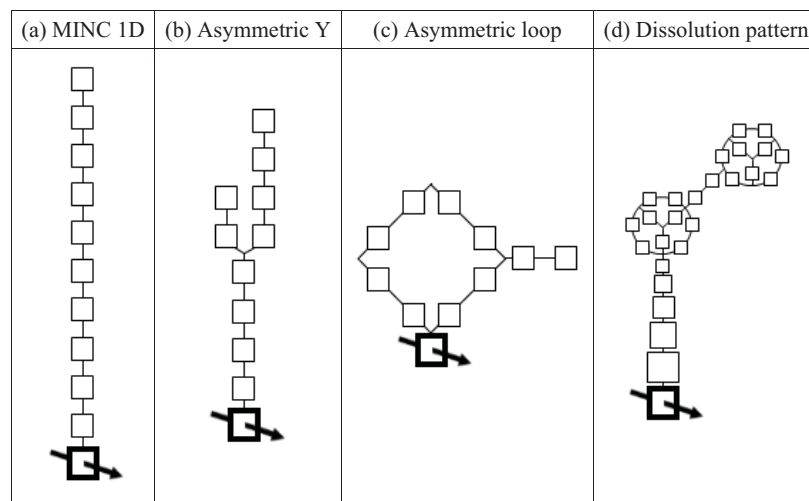 (a) MINC 1D
(b) Asymmetric Y
(c) Asymmetric loop
(d) Dissolution pattern